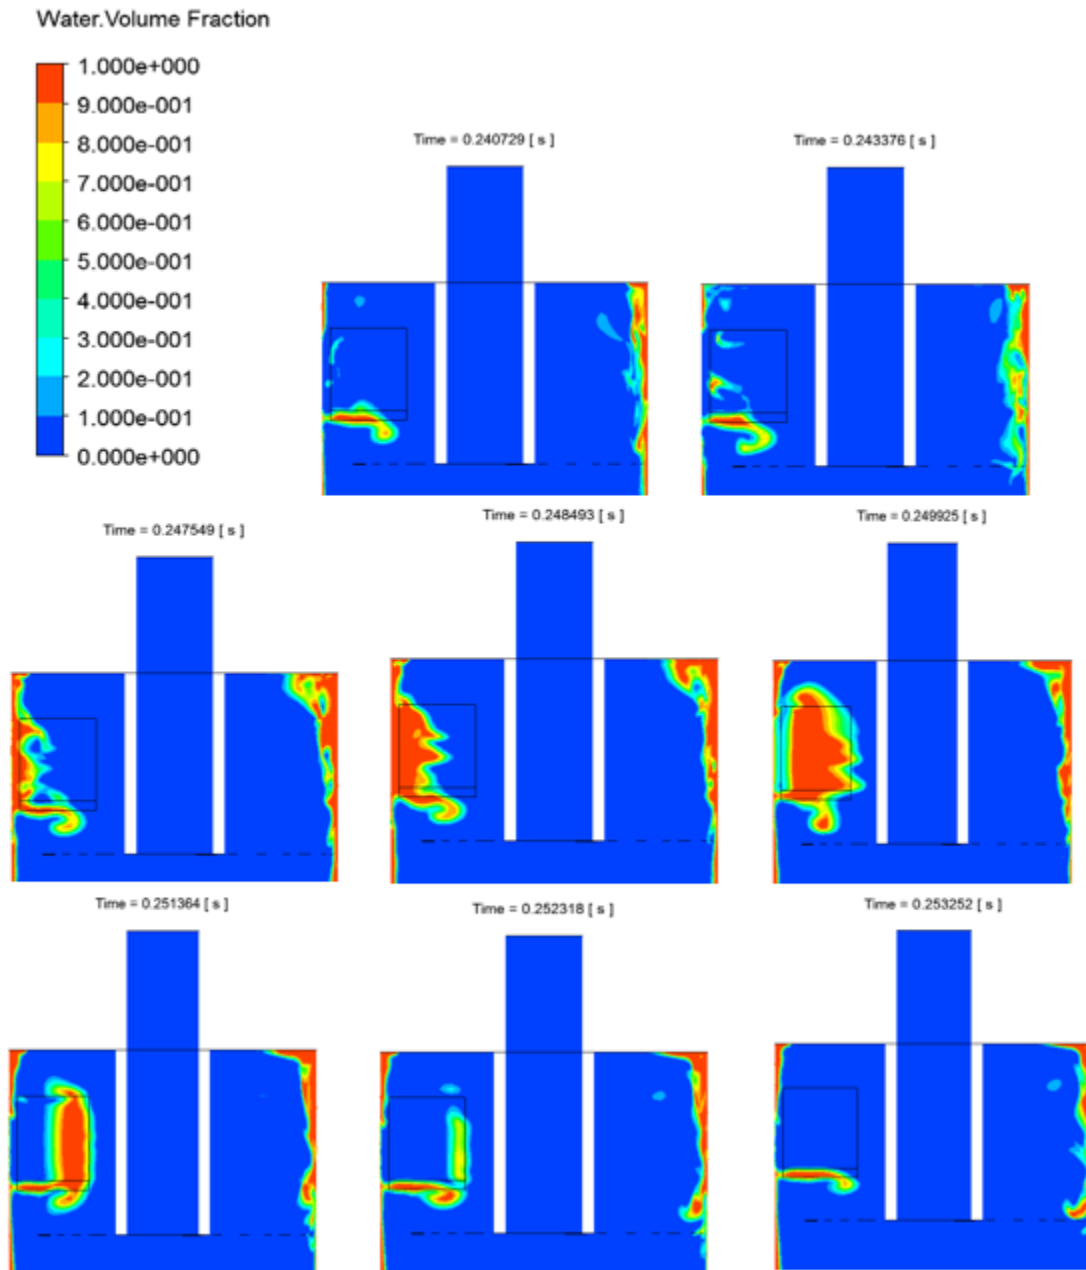 Water.Volume Fraction
1.000e+000
9.000e-001
8.000e-001
7.000e-001
6.000e-001
5.000e-001
4.000e-001
3.000e-001
2.000e-001
1.000e-001
0.000e+000
Time = 0.240729 [ s ]
Time = 0.243376 [ s ]
Time = 0.247549 [ s ]
Time = 0.248493 [ s ]
Time = 0.249925 [ s ]
Time = 0.251364 [ s ]
Time = 0.252318 [ s ]
Time = 0.253252 [ s ]